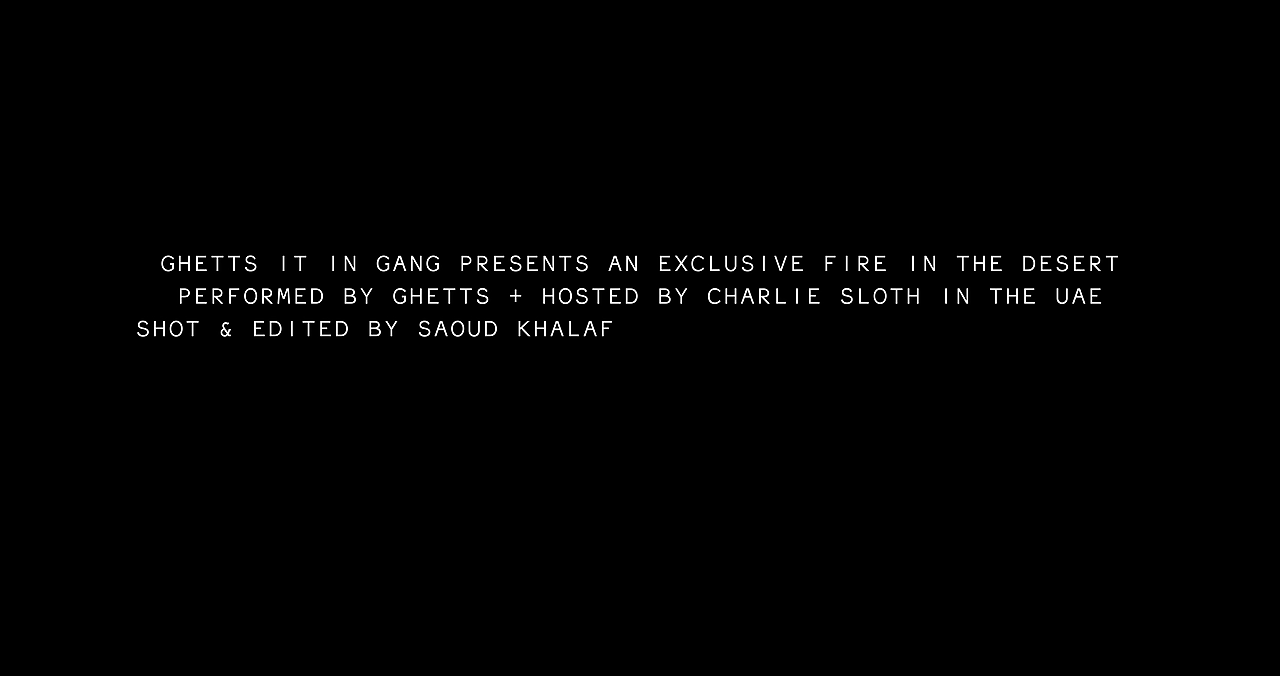 GHETTS IT IN GANG PRESENTS AN EXCLUSIVE FIRE IN THE DESERT
PERFORMED BY GHETTS + HOSTED BY CHARLIE SLOTH IN THE UAE
SHOT & EDITED BY SAOUD KHALAF